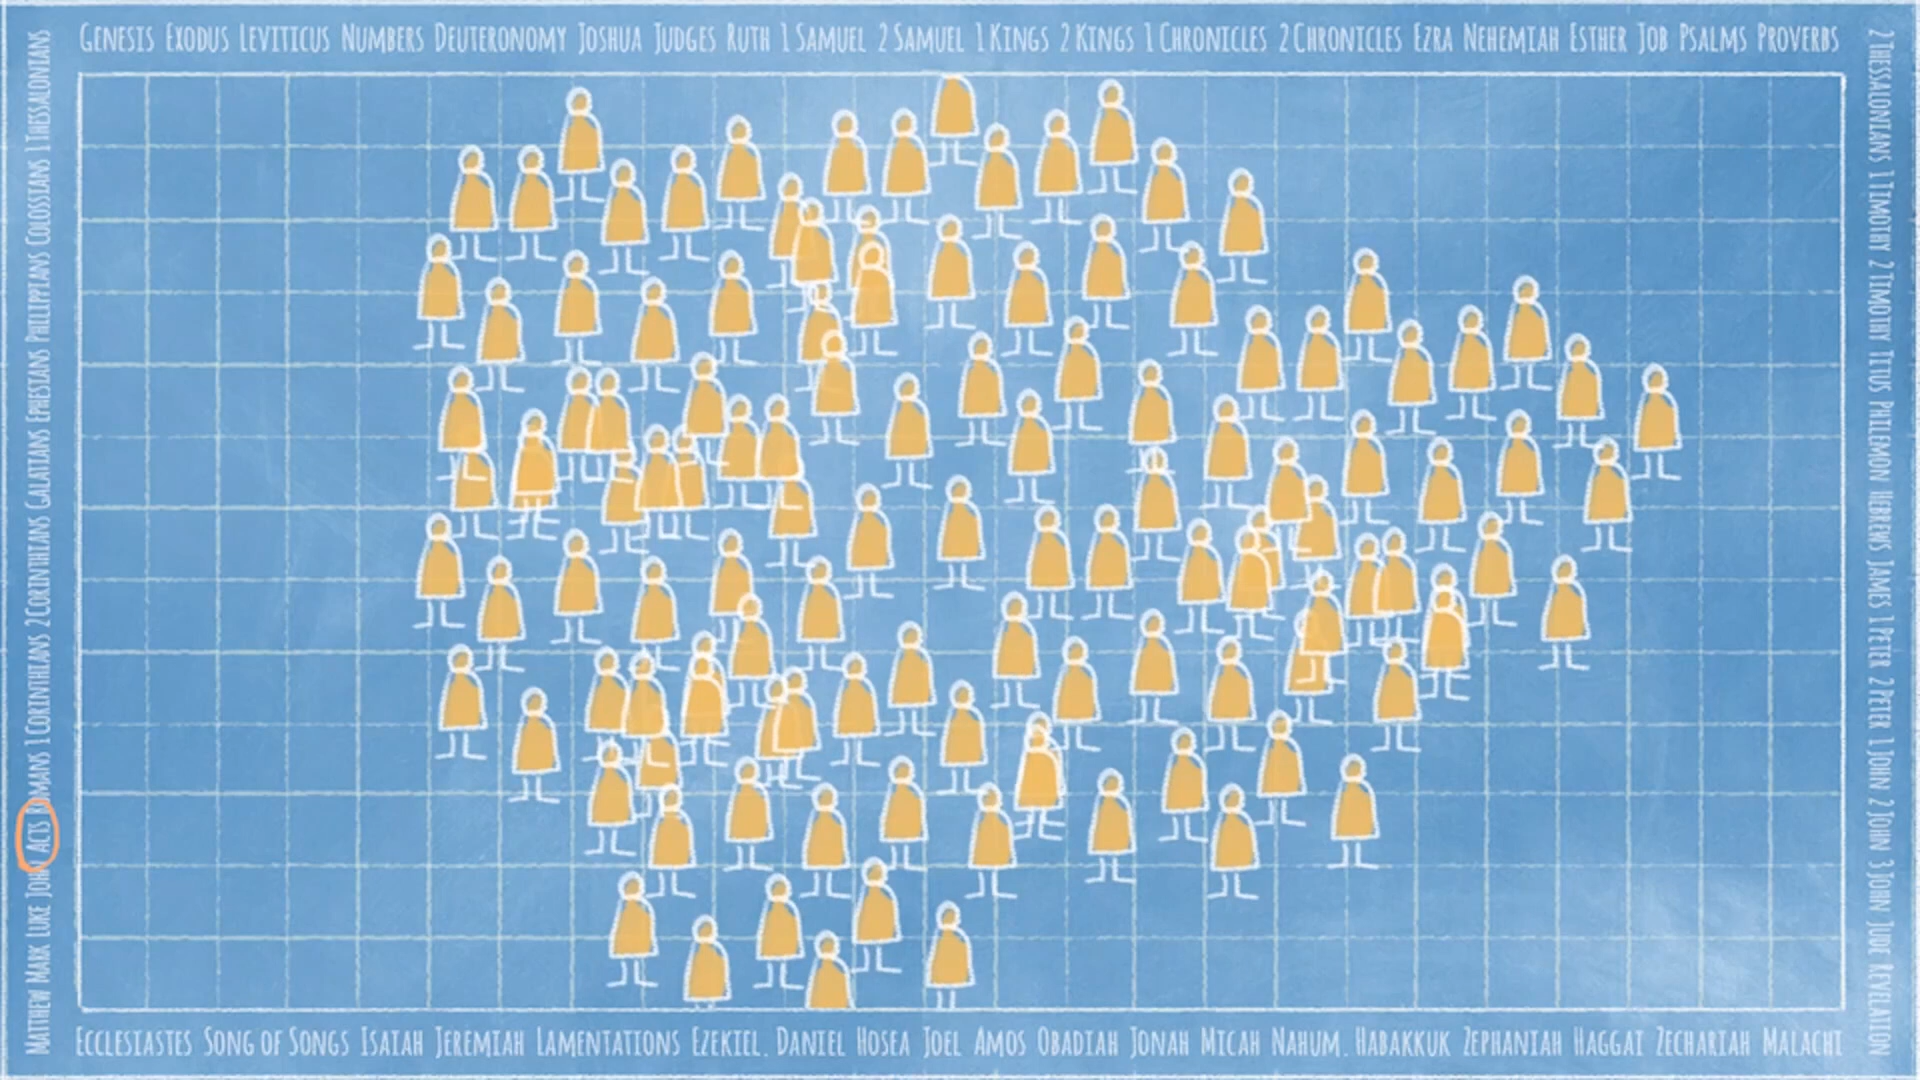 GENESIS EXODUS LEVITICUS NUMBERS DEUTERONOMY JOSHUA JUDGES RUTH 1 SAMUEL 2 SAMUEL 1 KINGS 2 KINGS 1 CHRONICLES 2 CHRONICLES EZRA NEHEMIAH ESTHER JOB PSALMS PROVERBS
ECCLESIASTES SONG OF SONGS ISAIAH JEREMIAH LAMENTATIONS EZEKIEL. DANIEL HOSEA JOEL AMOS OBADIAH JONAH MICAH NAHUM. HABAKKUK ZEPHANIAH HAGGAI ZECHARIAH MALACHI
MATTHEW MARK LUKE JOHN ACTS ROMANS 1 CORINTHIANS 2 CORINTHIANS GALATIANS EPHESIANS PHILIPPIANS COLOSSIANS 1 THESSALONIANS
2 THESSALONIANS 1 TIMOTHY 2 TIMOTHY TITUS PHILEMON HEBREWS JAMES 1 PETER 2 PETER 1 JOHN 2 JOHN 3 JOHN JUDE REVELATION